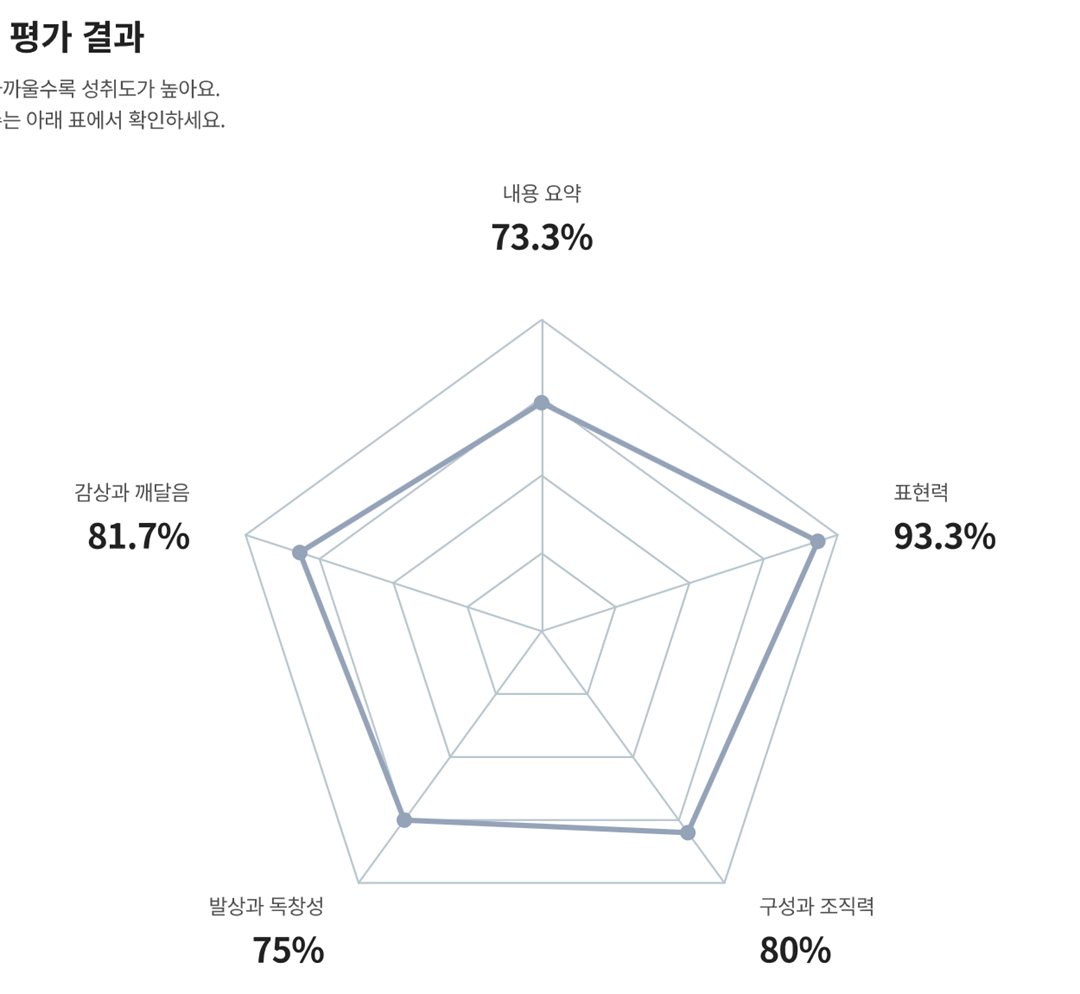 평가 결과
까울수록 성취도가 높아요.
는 아래 표에서 확인하세요.
내용 요약
73.3%
감상과 깨달음
81.7%
표현력
93.3%
발상과 독창성
75%
구성과 조직력
80%